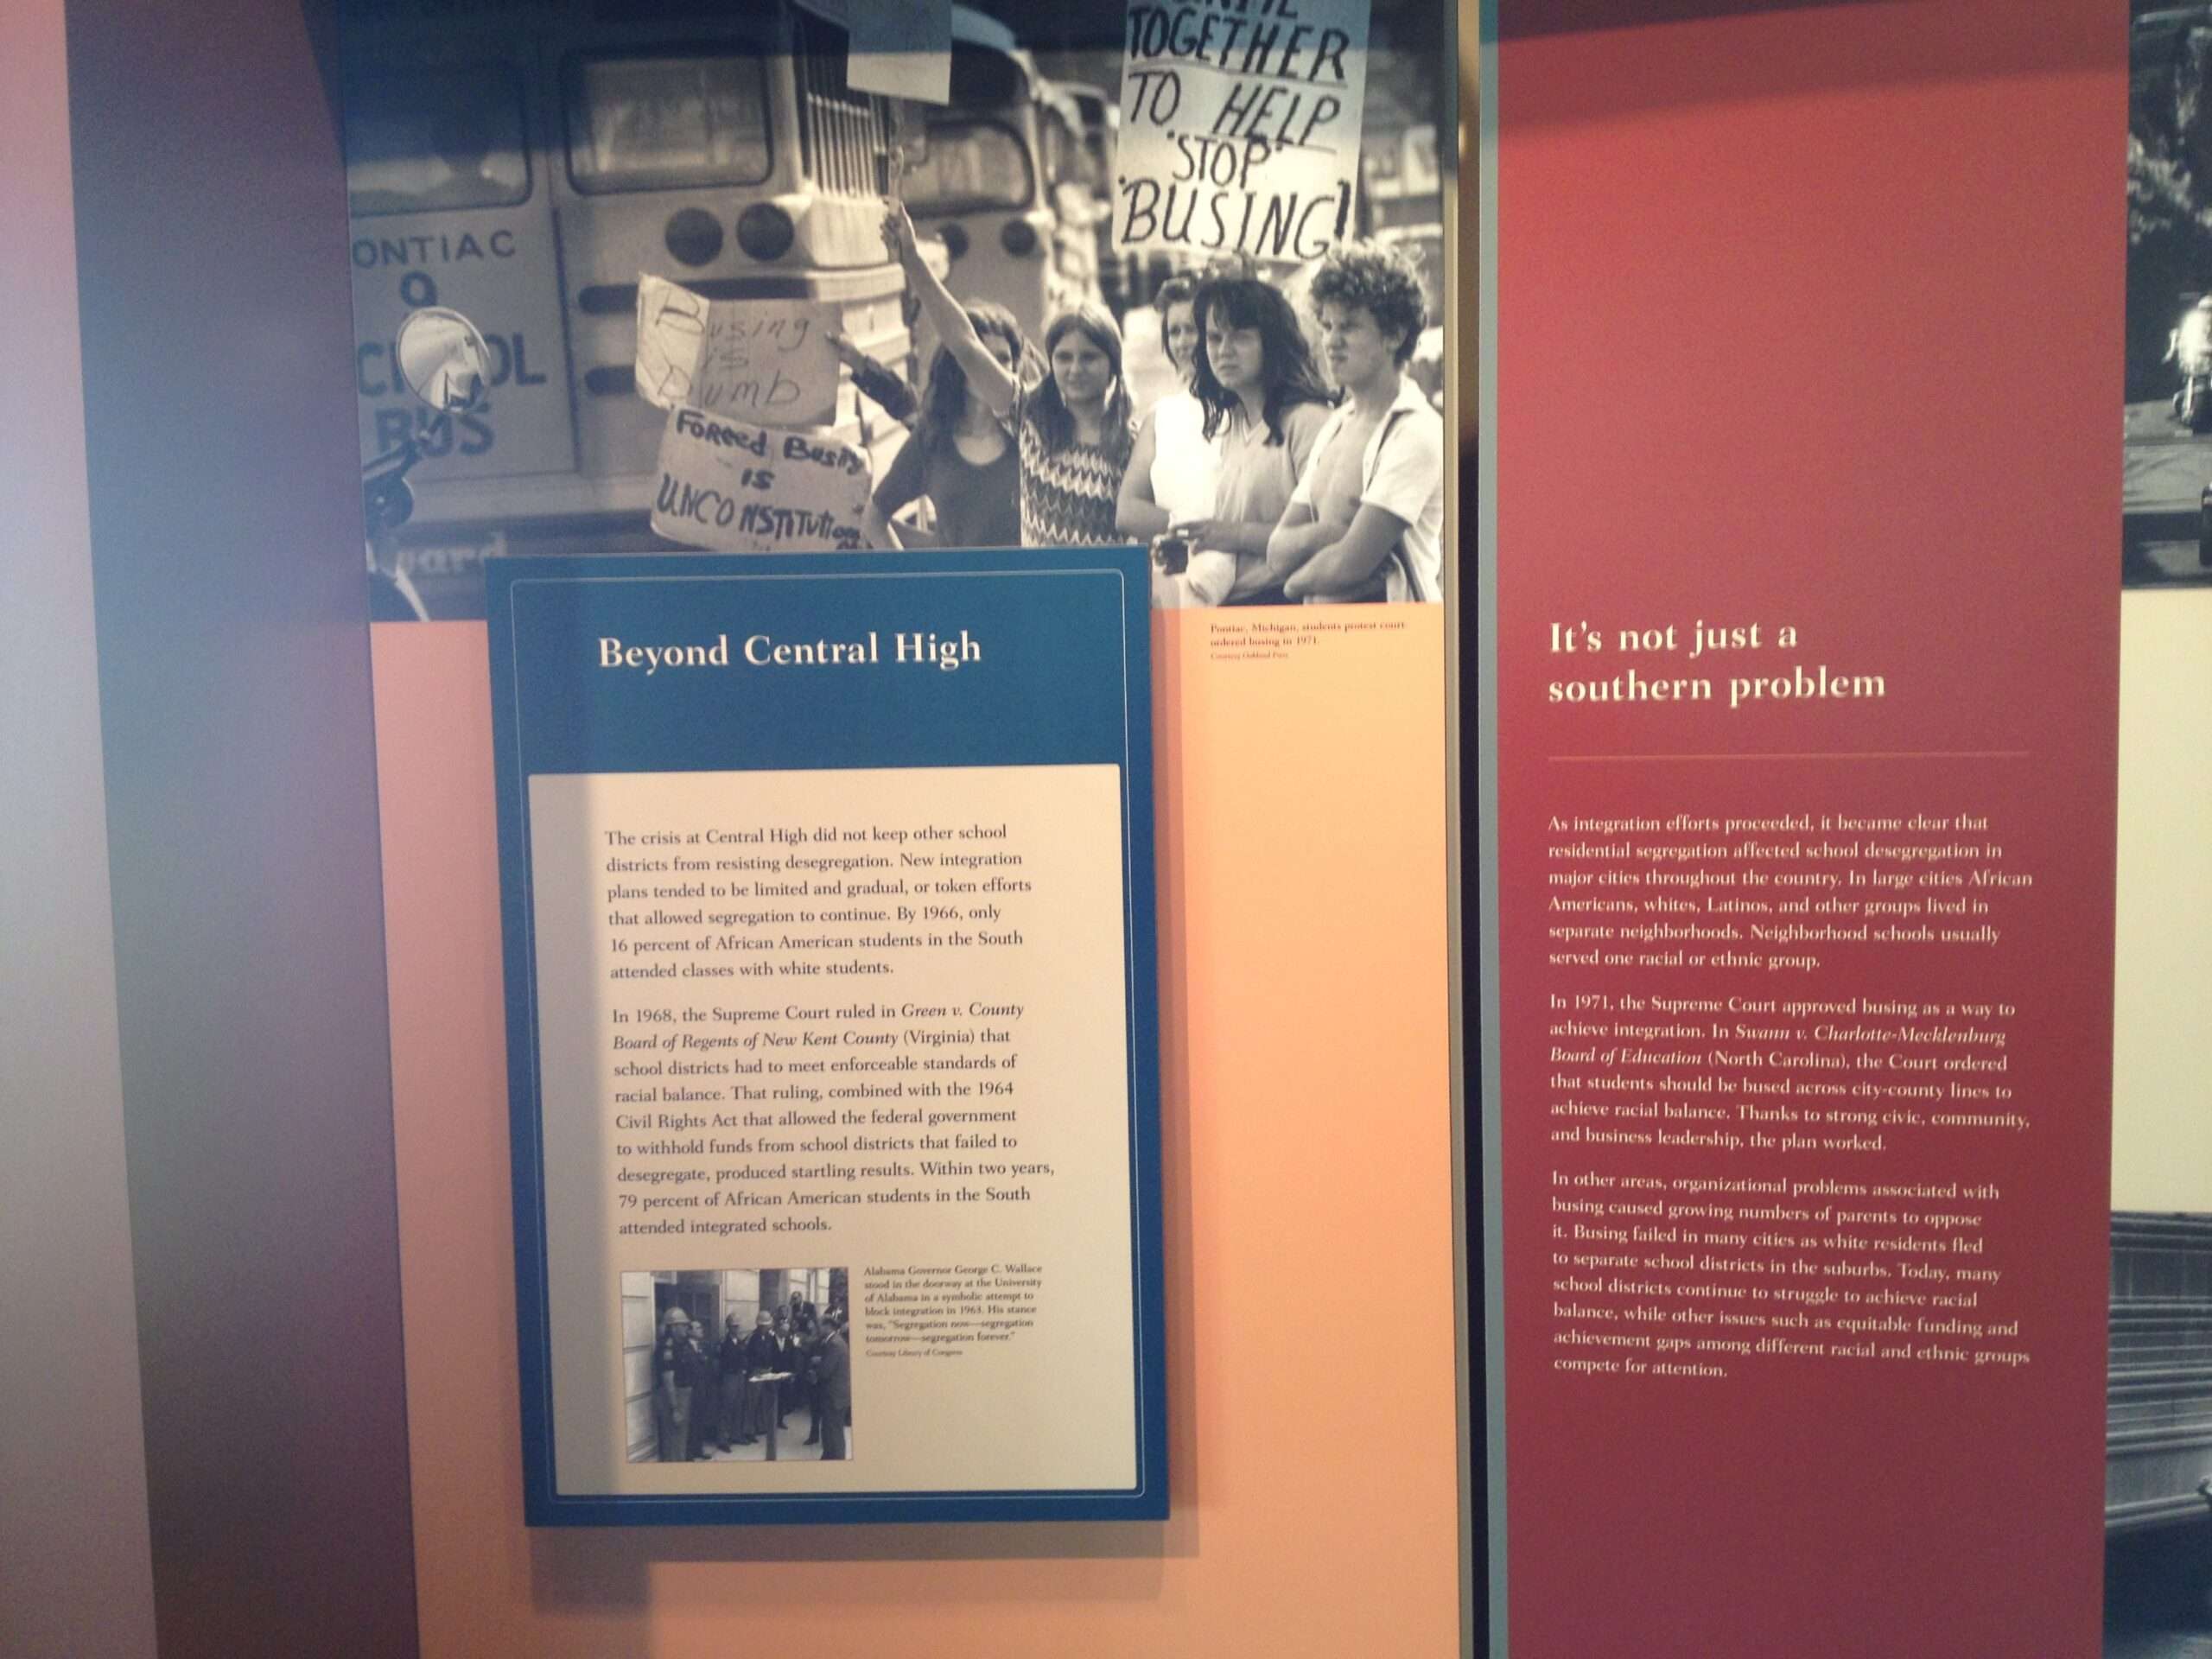 TOGETHER
TO HELP
"STOP"
"BUSING!
ONTIAC
9
BUS
Busing
is
Dumb
Forced Busing
is
UNCONSTITUTION
Beyond Central High
The crisis at Central High did not keep other school
districts from resisting desegregation. New integration
plans tended to be limited and gradual, or token efforts
that allowed segregation to continue. By 1966, only
16 percent of African American students in the South
attended classes with white students.
In 1968, the Supreme Court ruled in Green v. County
Board of Regents of New Kent County (Virginia) that
school districts had to meet enforceable standards of
racial balance. That ruling, combined with the 1964
Civil Rights Act that allowed the federal government
to withhold funds from school districts that failed to
desegregate, produced startling results. Within two years,
79 percent of African American students in the South
attended integrated schools.
Alabama Governor George C. Wallace
stood in the doorway at the University
of Alabama in a symbolic attempt to
block integration in 1963. His stance
was, "Segregation now—segregation
tomorrow—segregation forever."
Courtesy Library of Congress
Pontiac, Michigan, students protest court
ordered busing in 1971.
It's not just a
southern problem
As integration efforts proceeded, it became clear that
residential segregation affected school desegregation in
major cities throughout the country. In large cities African
Americans, whites, Latinos, and other groups lived in
separate neighborhoods. Neighborhood schools usually
served one racial or ethnic group.
In 1971, the Supreme Court approved busing as a way to
achieve integration. In Swann v. Charlotte-Mecklenburg
Board of Education (North Carolina), the Court ordered
that students should be bused across city-county lines to
achieve racial balance. Thanks to strong civic, community,
and business leadership, the plan worked.
In other areas, organizational problems associated with
busing caused growing numbers of parents to oppose
it. Busing failed in many cities as white residents fled
to separate school districts in the suburbs. Today, many
school districts continue to struggle to achieve racial
balance, while other issues such as equitable funding and
achievement gaps among different racial and ethnic groups
compete for attention.